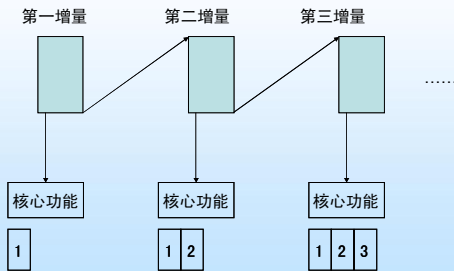 第一增量 第二增量 第三增量
……
核心功能 核心功能 核心功能
1 1 2 1 2 3